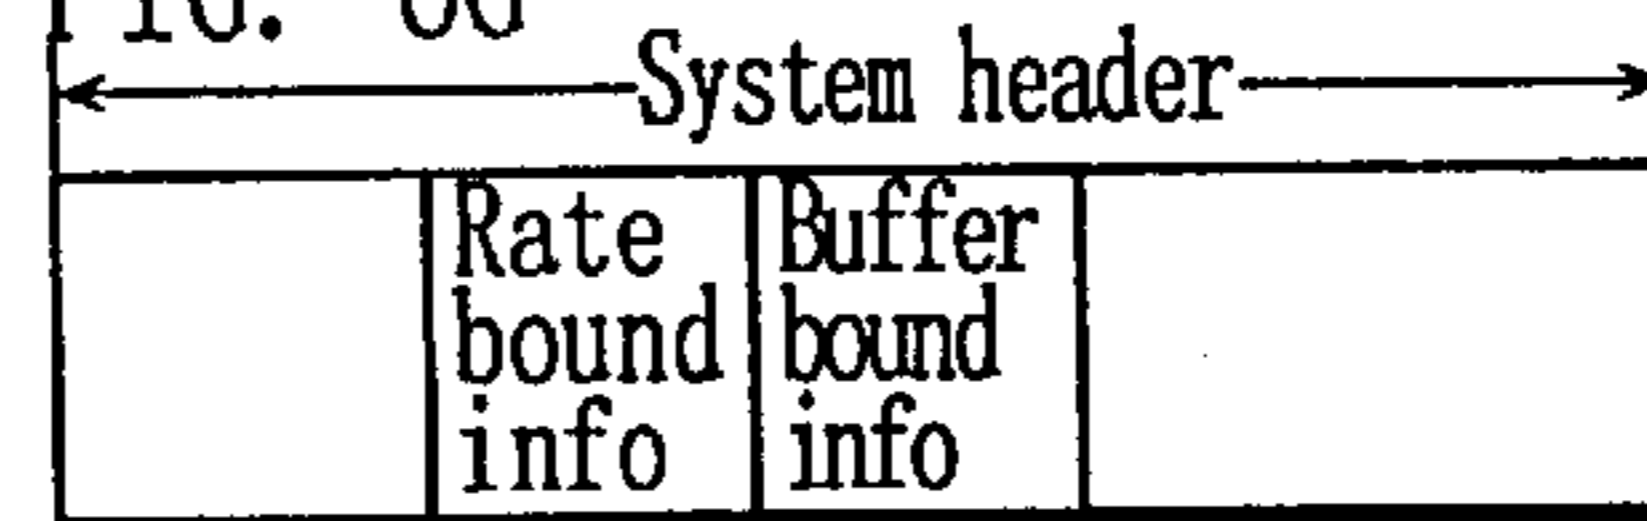 System header
Rate
bound
info
Buffer
bound
info